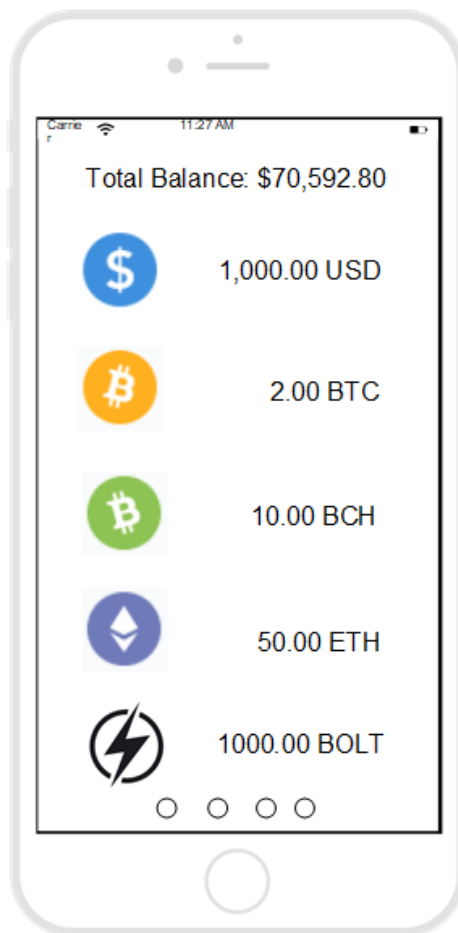 Carrie
r
11:27 AM
Total Balance: $70,592.80
$
1,000.00 USD
2.00 BTC
10.00 BCH
50.00 ETH
1000.00 BOLT